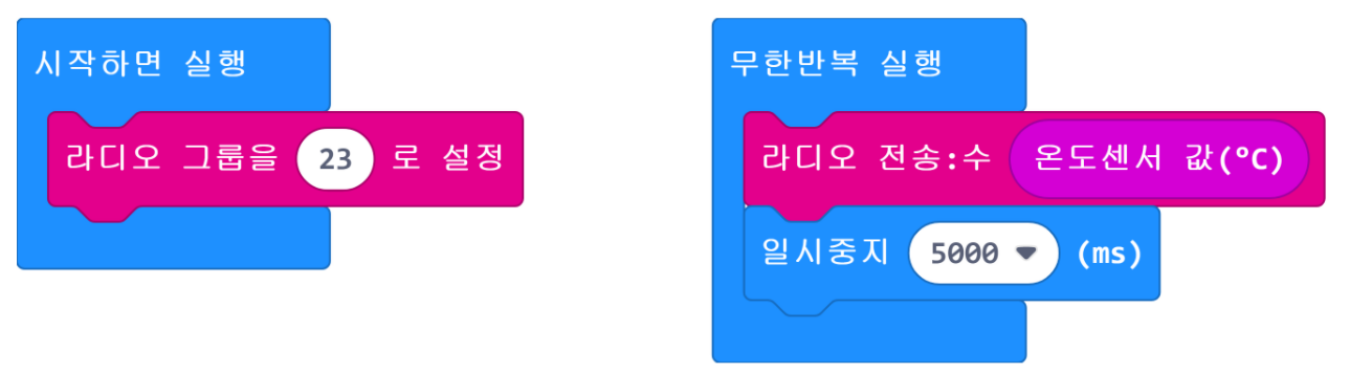 시작하면 실행
라디오 그룹을 23 로 설정
무한반복 실행
라디오 전송:수 온도센서 값(°C)
일시중지 5000 (ms)